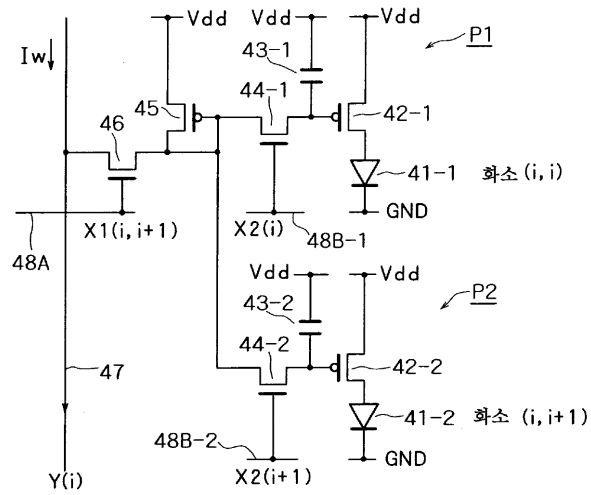 Vdd
Vdd
Vdd
P1
Iw
43-1
44-1
45
46
42-1
41-1 화소 (i, i)
GND
X1(i, i+1)
X2(i)
48A
48B-1
Vdd
Vdd
P2
43-2
44-2
42-2
47
41-2 화소 (i, i+1)
48B-2
GND
X2(i+1)
Y(i)